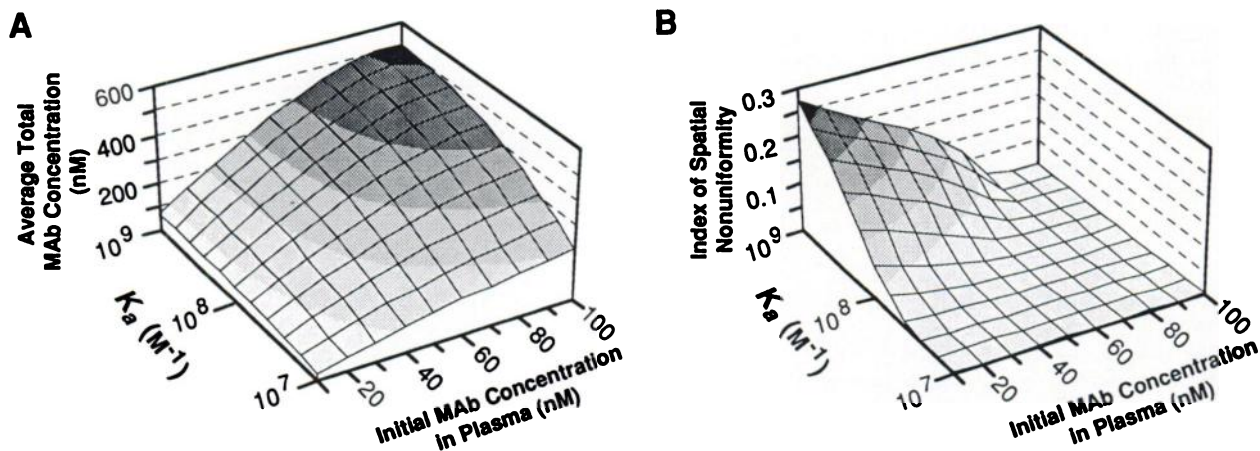 A
Average Total
MAb Concentration
(nM)
600
400
200
10⁹
10⁸
10⁷
Kₐ (M⁻¹)
20
40
60
80
100
Initial MAb Concentration
in Plasma (nM)
B
Index of Spatial
Nonuniformity
0.3
0.2
0.1
10⁹
10⁸
10⁷
Kₐ (M⁻¹)
20
40
60
80
100
Initial MAb Concentration
in Plasma (nM)